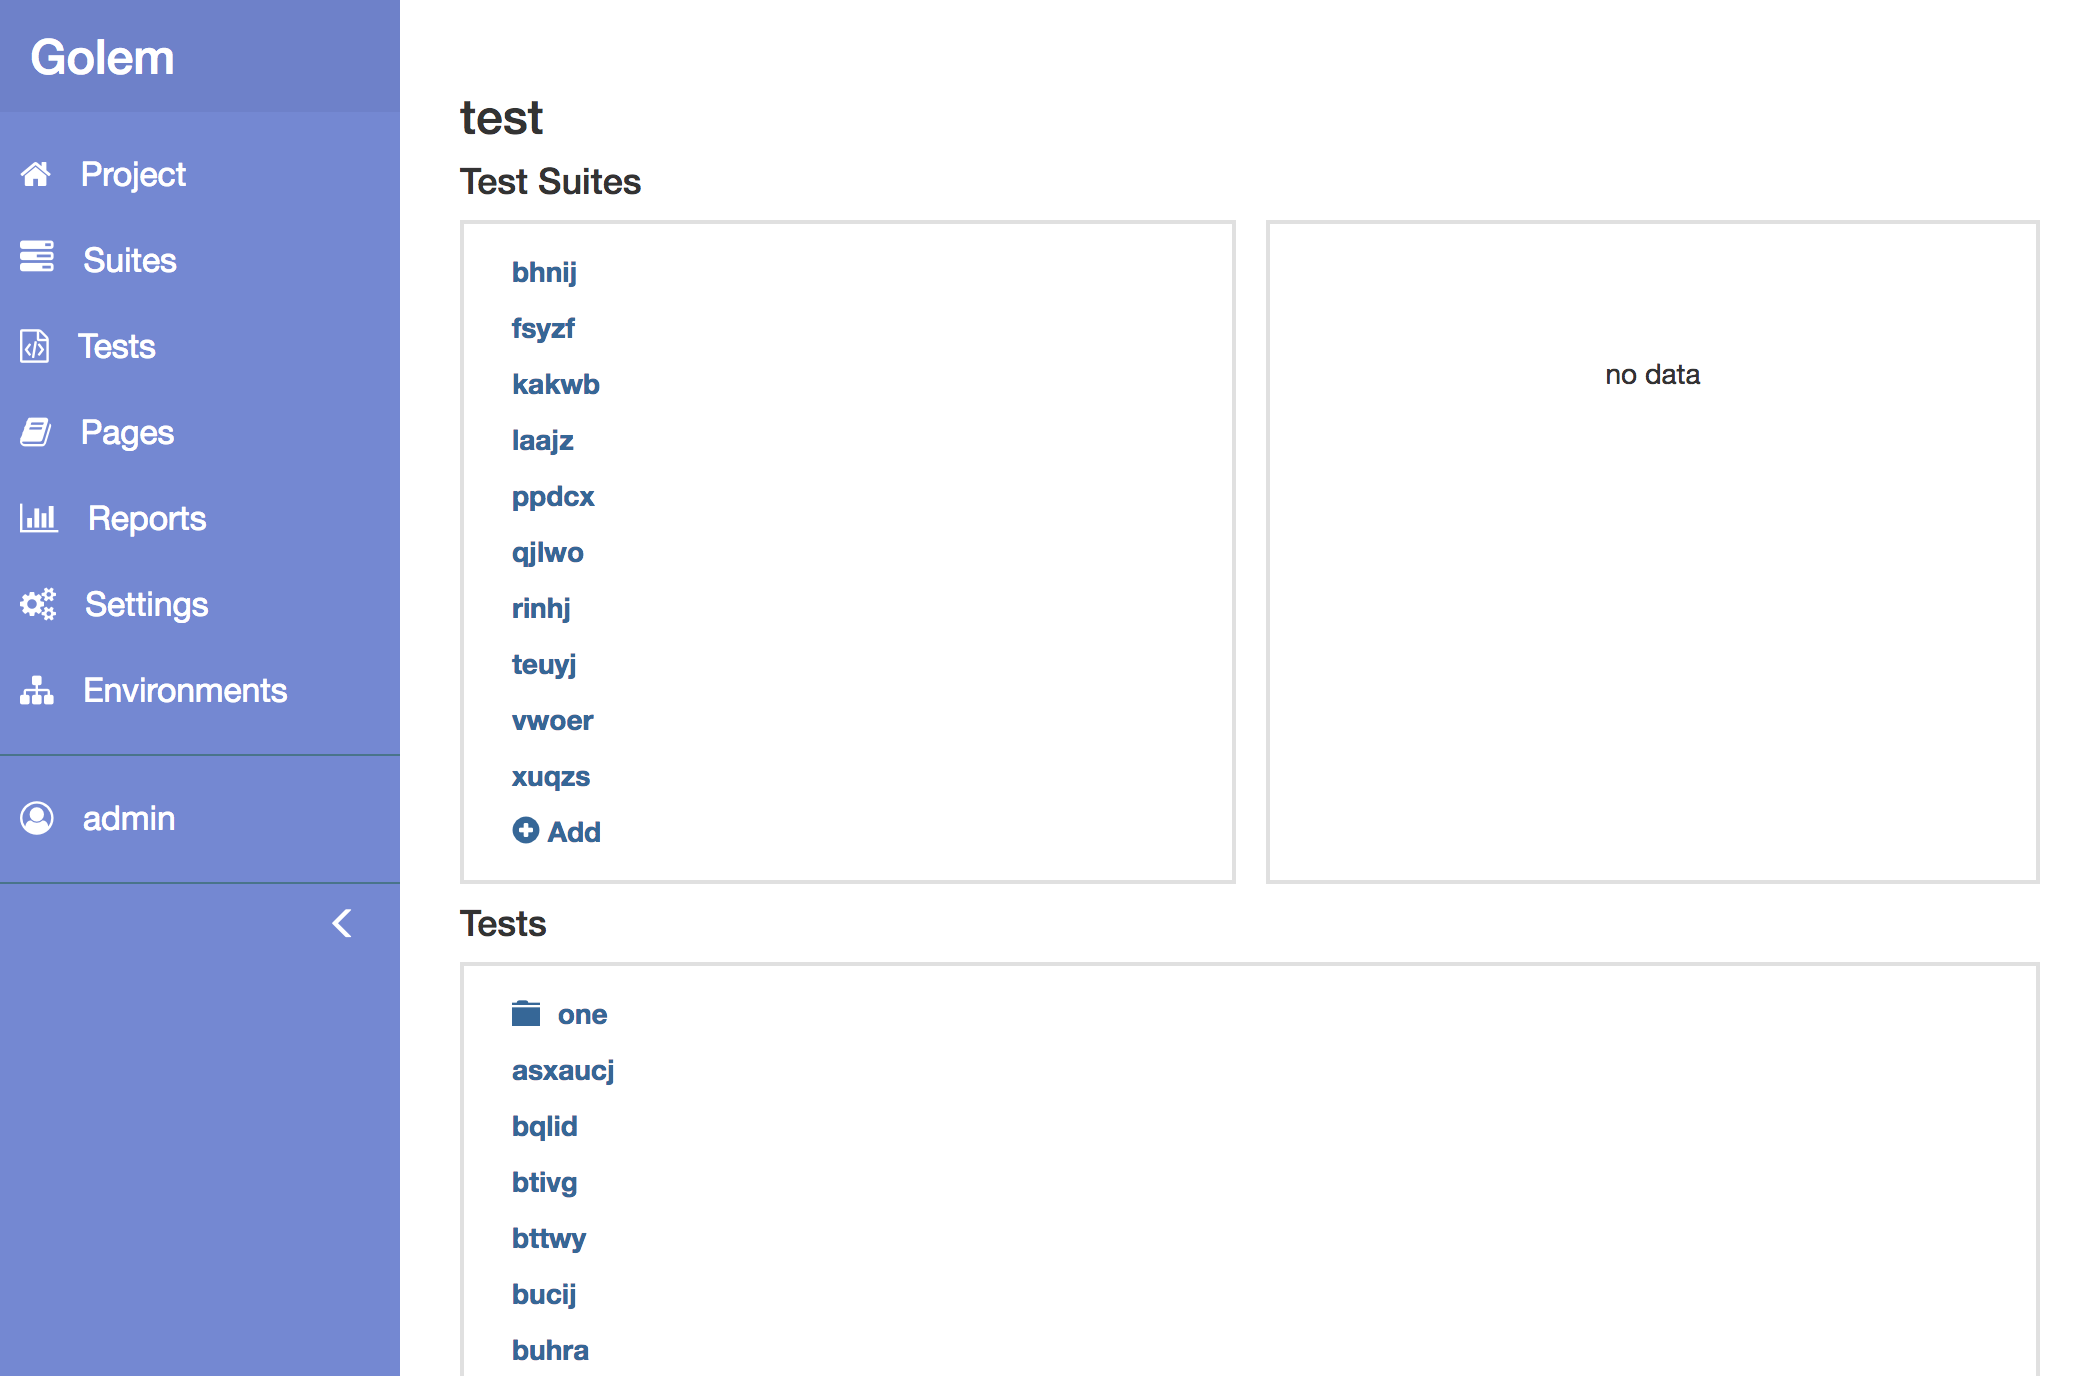 Golem
Project
Suites
Tests
Pages
Reports
Settings
Environments
admin
test
Test Suites
bhnij
fsyzf
kakwb
laajz
ppdcx
qjlwo
rinhj
teuyj
vwoer
xuqzs
Add
no data
Tests
one
asxaucj
bqlid
btivg
bttwy
bucij
buhra